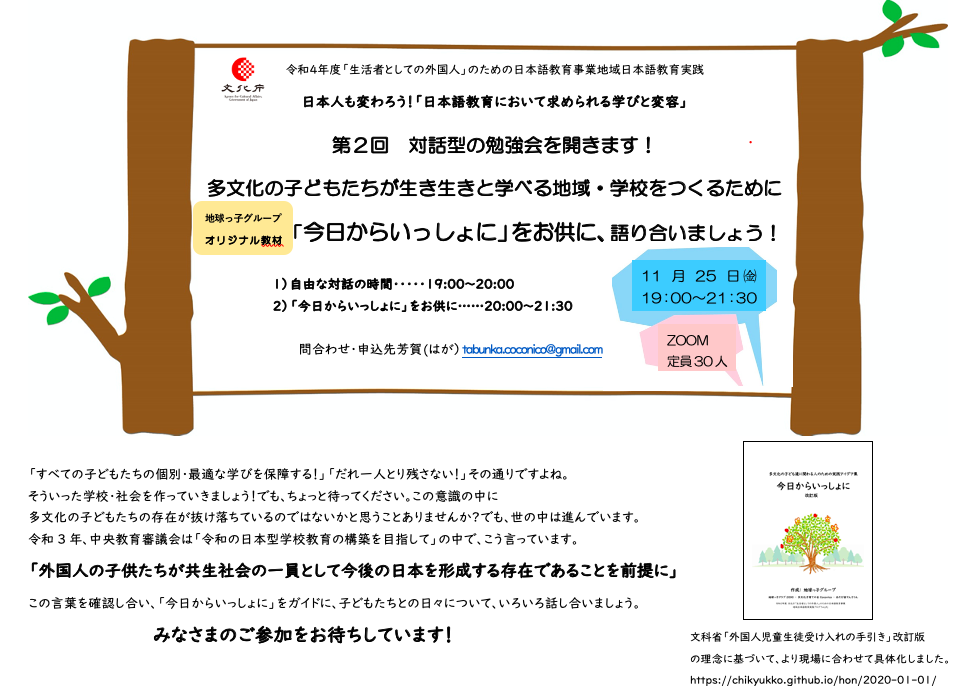 文化庁
Agency for Cultural Affairs
Government of Japan
令和4年度「生活者としての外国人」のための日本語教育事業地域日本語教育実践
日本人も変わろう！「日本語教育において求められる学びと変容」
第2回　対話型の勉強会を開きます！
多文化の子どもたちが生き生きと学べる地域・学校をつくるために
地球っ子グループ
オリジナル教材
「今日からいっしょに」をお供に、語り合いましょう！
1）自由な対話の時間・・・・・19:00～20:00
2）「今日からいっしょに」をお供に……20:00～21:30
11 月 25 日㈮
19：00～21：30
ZOOM
定員30人
問合わせ・申込先芳賀(はが) tabunka.coconico@gmail.com
「すべての子どもたちの個別・最適な学びを保障する！」「だれ一人とり残さない！」その通りですよね。
そういった学校・社会を作っていきましょう！でも、ちょっと待ってください。この意識の中に
多文化の子どもたちの存在が抜け落ちているのではないかと思うことありませんか？でも、世の中は進んでいます。
令和３年、中央教育審議会は「令和の日本型学校教育の構築を目指して」の中で、こう言っています。
「外国人の子供たちが共生社会の一員として今後の日本を形成する存在であることを前提に」
この言葉を確認し合い、「今日からいっしょに」をガイドに、子どもたちとの日々について、いろいろ話し合いましょう。
みなさまのご参加をお待ちしています！
多文化の子ども達に関わる人のための実践アイデア集
今日からいっしょに
改訂版
作成：地球っ子グループ
文科省「外国人児童生徒受け入れの手引き」改訂版
の理念に基づいて、より現場に合わせて具体化しました。
https://chikyukko.github.io/hon/2020-01-01/